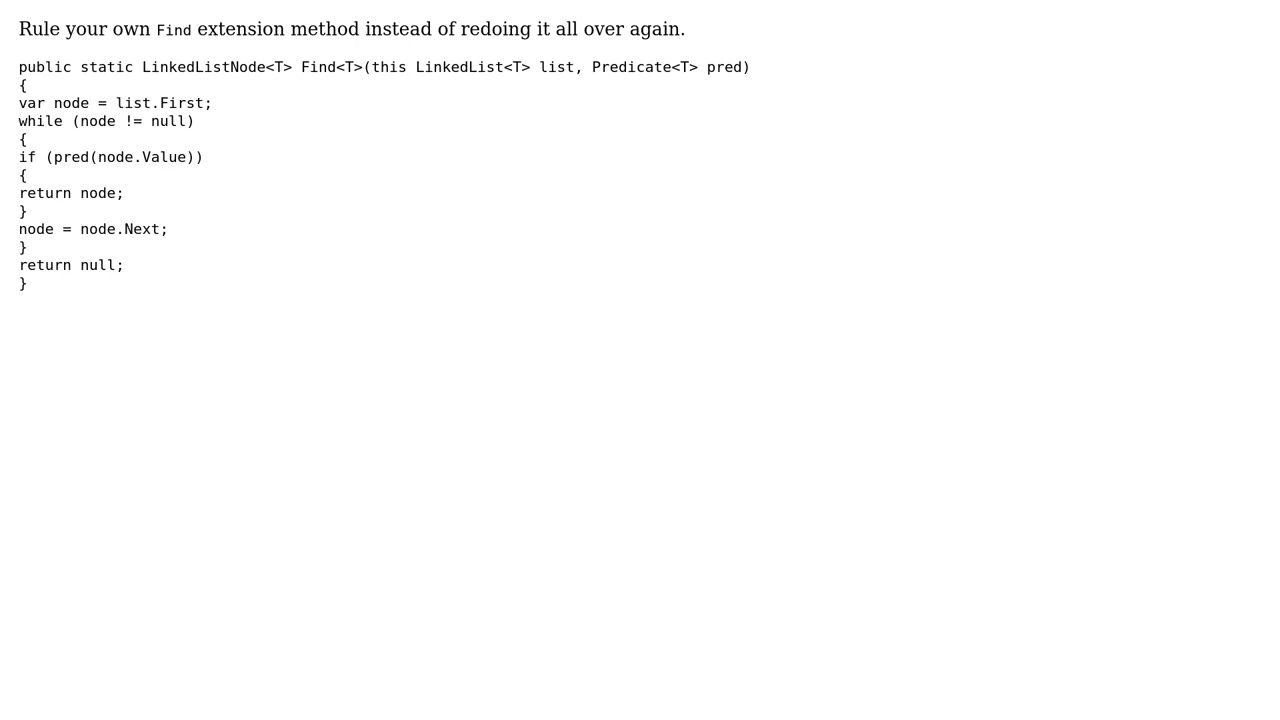 Rule your own Find extension method instead of redoing it all over again.
public static LinkedListNode<T> Find<T>(this LinkedList<T> list, Predicate<T> pred)
{
var node = list.First;
while (node != null)
{
if (pred(node.Value))
{
return node;
}
node = node.Next;
}
return null;
}